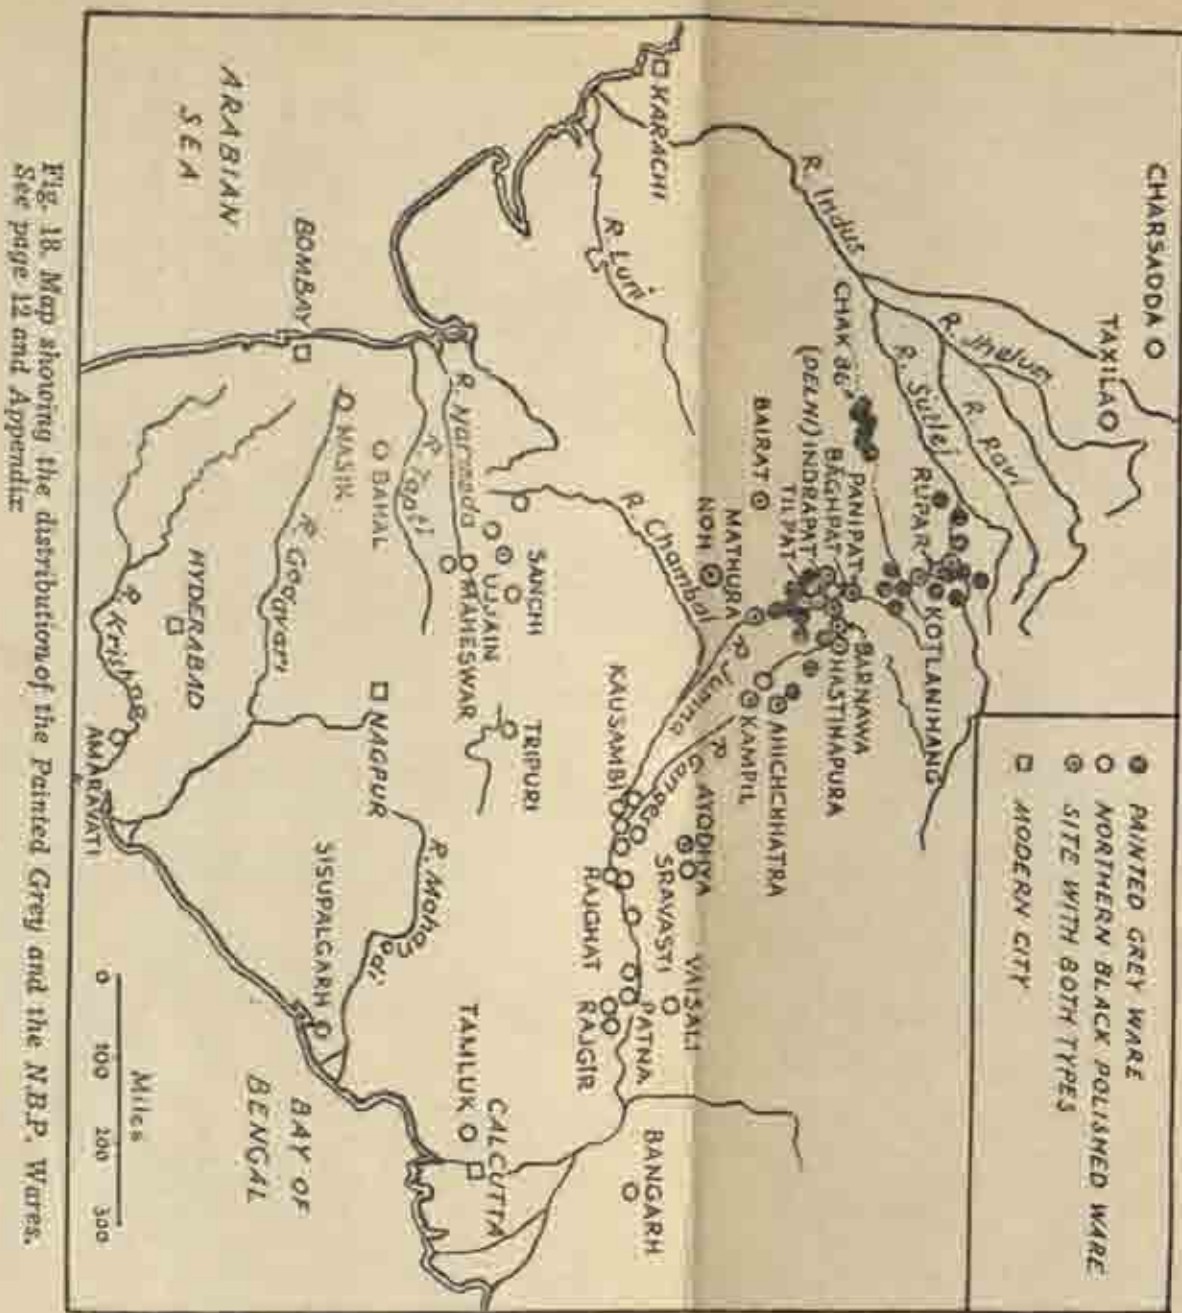 PAINTED GREY WARE
NORTHERN BLACK POLISHED WARE
SITE WITH BOTH TYPES
MODERN CITY
CHARSADDA
TAXILA
R. Jhelum
R. Ravi
R. Sutlej
R. Indus
CHAK 86
RUPAR
KOTLANIHANG
PANIPAT
BAGHPAT
(DELHI) INDRAPAT
TILPAT
BARNAWA
HASTINAPURA
AHICHCHHATRA
KAMPIL
BAIRAT
NOH
MATHURA
R. Jumna
R. Ganges
R. Chambal
KARACHI
R. Luni
AYODHYA
SRAVASTI
VAISALI
KAUSAMBI
RAJGHAT
PATNA
RAJGIR
BANGARH
SANCHI
UJJAIN
MAHESWAR
TRIPURI
R. Narmada
R. Tapti
BAHAL
NASIK
R. Godavari
BOMBAY
ARABIAN
SEA
NAGPUR
R. Mahanadi
SISUPALGARH
TAMLUK
CALCUTTA
HYDERABAD
R. Krishna
AMARAVATI
BAY OF
BENGAL
Miles
0 100 200 300
Fig. 18. Map showing the distribution of the Painted Grey and the N.B.P. Wares.
See page 12 and Appendix